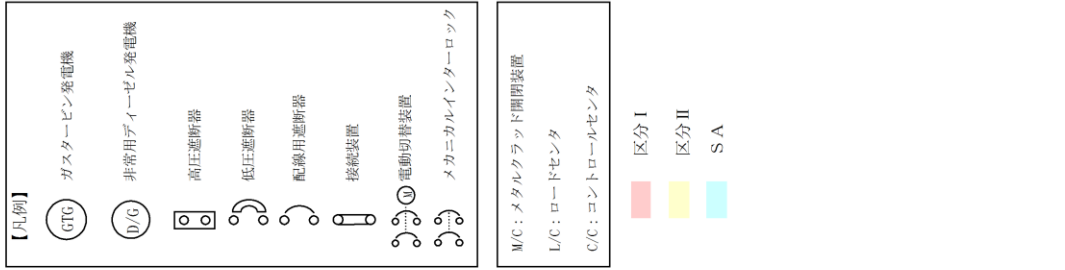 【凡例】
GTG ガスタービン発電機
D/G 非常用ディーゼル発電機
高圧遮断器
低圧遮断器
配線用遮断器
接続装置
M 電動切替装置
メカニカルインターロック
M/C：メタルクラッド開閉装置
L/C：ロードセンタ
C/C：コントロールセンタ
区分Ⅰ
区分Ⅱ
ＳＡ